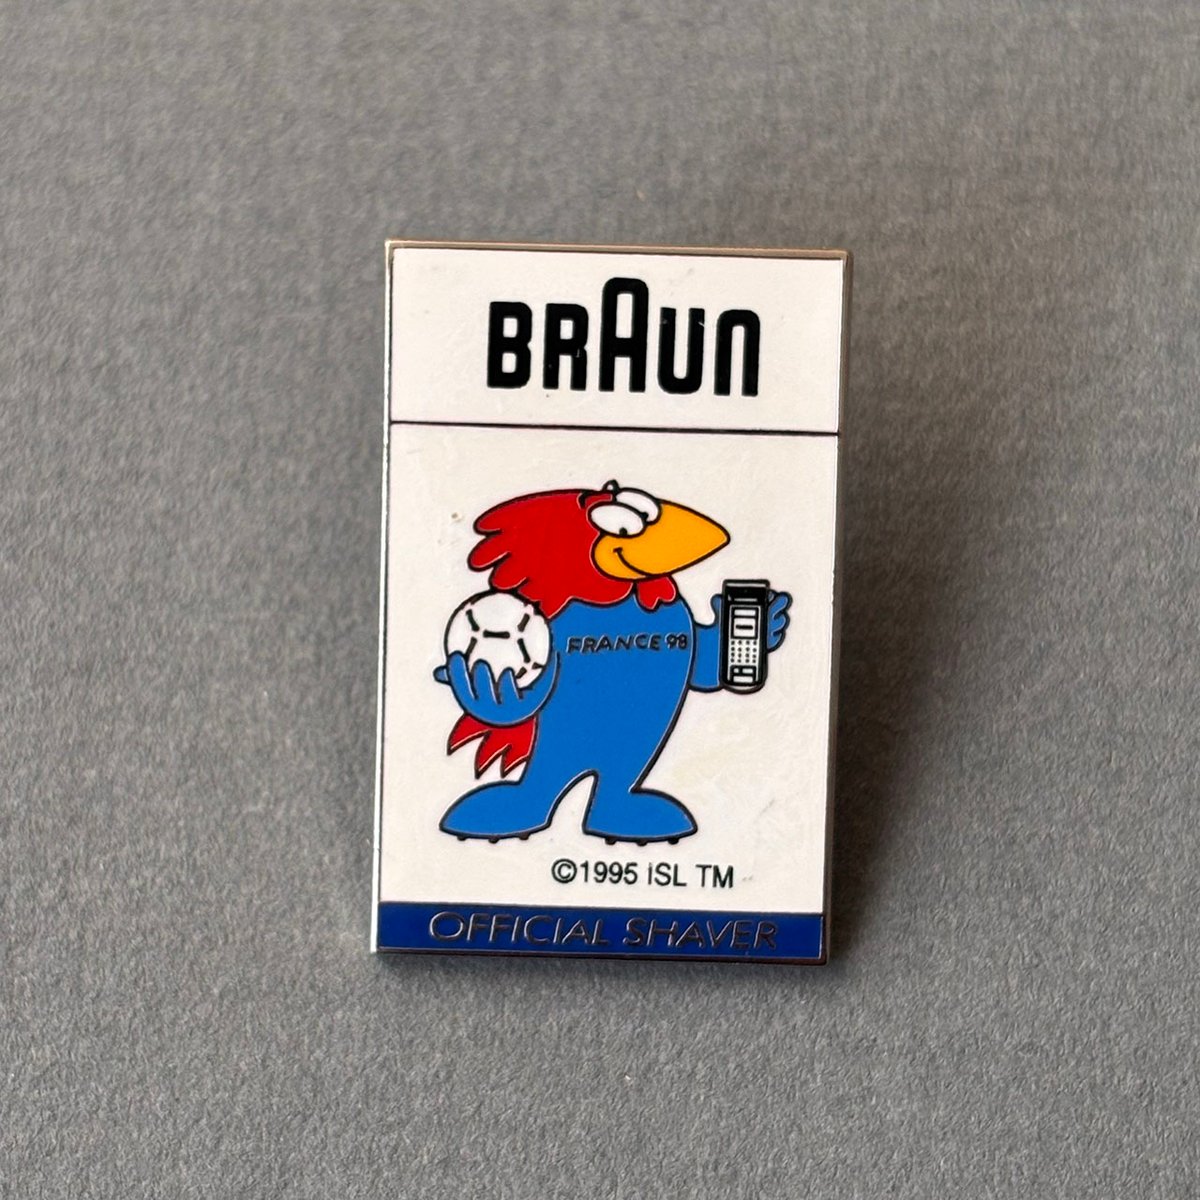 BRAUN
FRANCE 98
©1995 ISL TM
OFFICIAL SHAVER